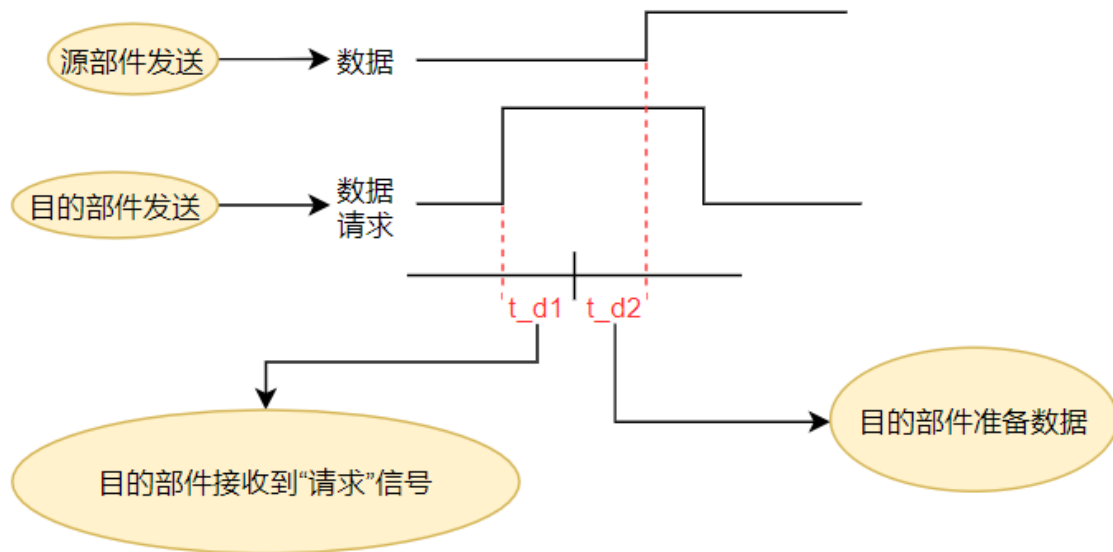 源部件发送
数据
目的部件发送
数据
请求
t_d1
t_d2
目的部件准备数据
目的部件接收到“请求”信号